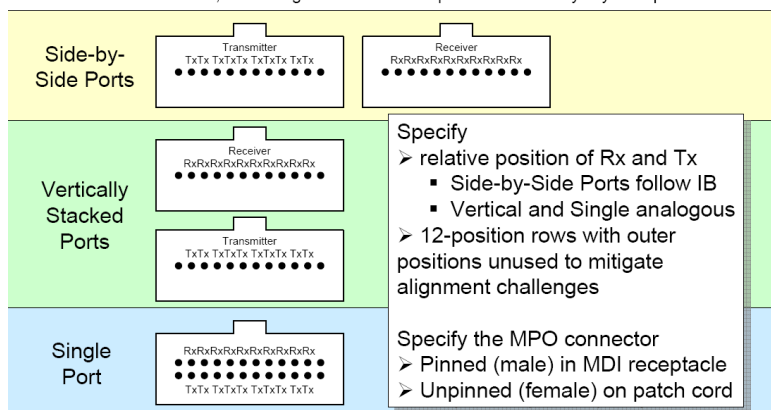 Side-by-
Side Ports
Transmitter
TxTx TxTxTx TxTxTx TxTx
Receiver
RxRxRxRxRxRxRxRxRxRx
Vertically
Stacked
Ports
Receiver
RxRxRxRxRxRxRxRxRxRx
Transmitter
TxTx TxTxTx TxTxTx TxTx
Specify
➢ relative position of Rx and Tx
▪ Side-by-Side Ports follow IB
▪ Vertical and Single analogous
➢ 12-position rows with outer
positions unused to mitigate
alignment challenges
Specify the MPO connector
➢ Pinned (male) in MDI receptacle
➢ Unpinned (female) on patch cord
Single
Port
RxRxRxRxRxRxRxRxRxRx
TxTx TxTxTx TxTxTx TxTx